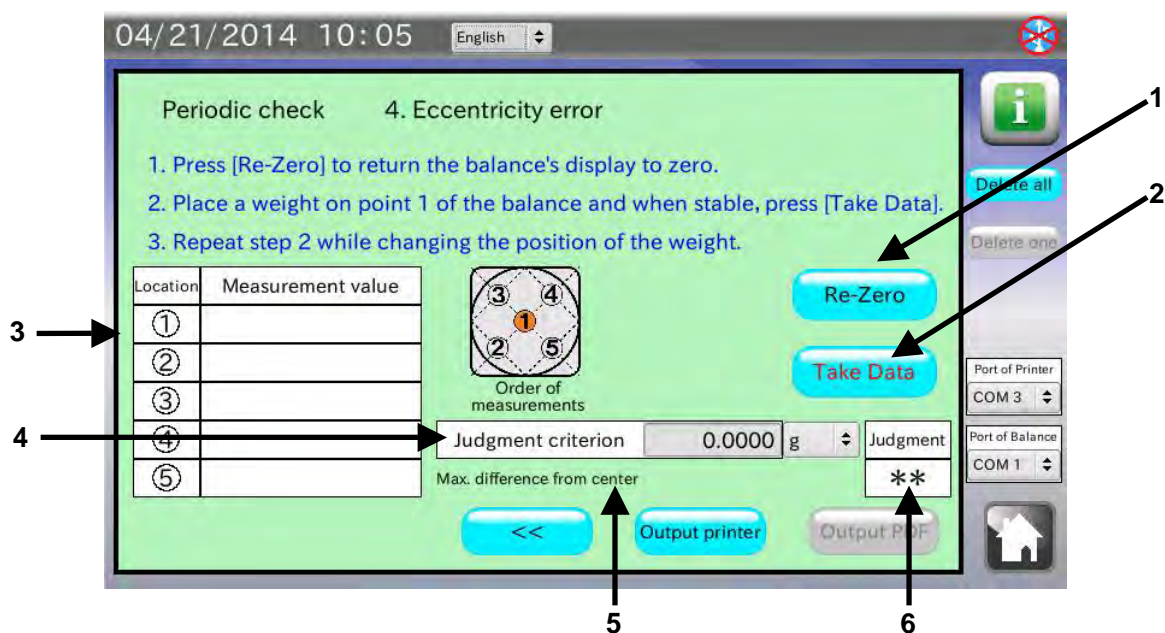 04/21/2014 10:05 English
Periodic check 4. Eccentricity error
1
1. Press [Re-Zero] to return the balance's display to zero.
Delete all
2. Place a weight on point 1 of the balance and when stable, press [Take Data].
2
3. Repeat step 2 while changing the position of the weight.
Delete one
Location Measurement value
3 4
1
2 5
Order of
measurements
Re-Zero
Take Data
3
①
②
③
④
⑤
4
Judgment criterion 0.0000 g
Judgment
**
Max. difference from center
Port of Printer
COM 3
Port of Balance
COM 1
<< Output printer Output PDF
5 6